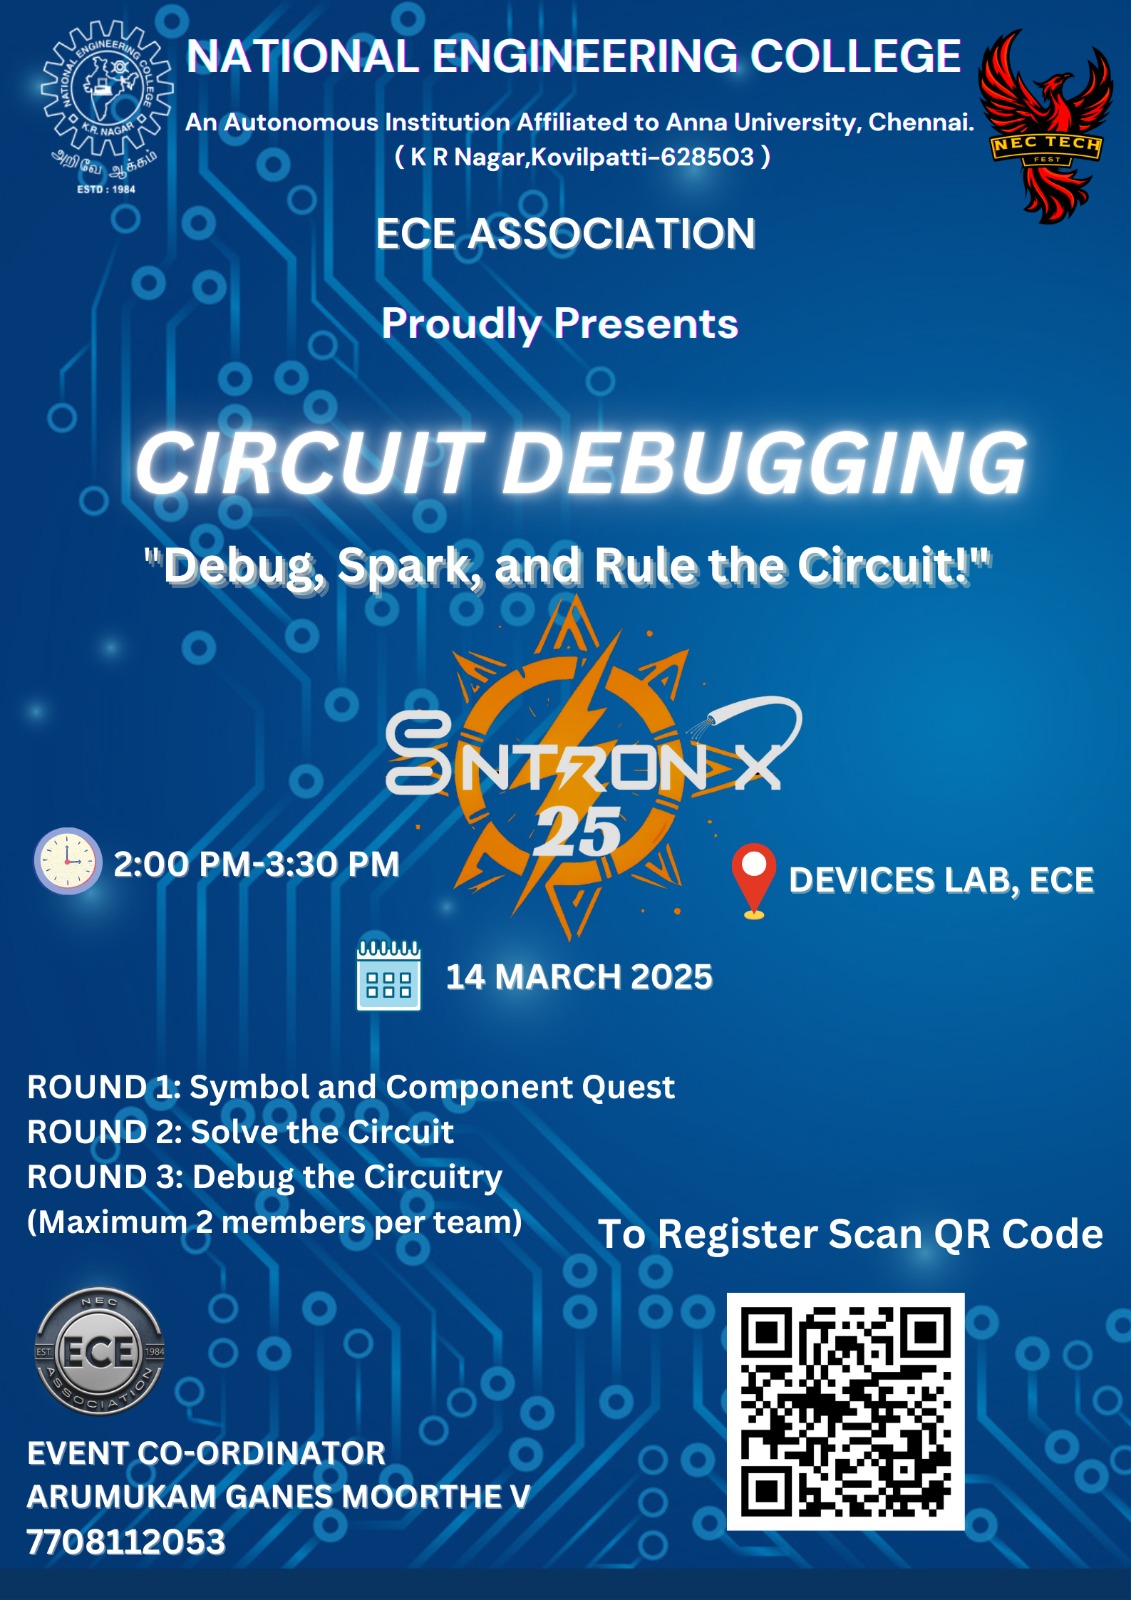 NATIONAL ENGINEERING COLLEGE
An Autonomous Institution Affiliated to Anna University, Chennai.
( K R Nagar,Kovilpatti-628503 )
NATIONAL ENGINEERING COLLEGE
K.R. NAGAR
அறிவே ஆக்கம்
ESTD : 1984
NEC TECH
FEST
ECE ASSOCIATION
Proudly Presents
CIRCUIT DEBUGGING
"Debug, Spark, and Rule the Circuit!"
SNTRON X
25
2:00 PM-3:30 PM
DEVICES LAB, ECE
14 MARCH 2025
ROUND 1: Symbol and Component Quest
ROUND 2: Solve the Circuit
ROUND 3: Debug the Circuitry
(Maximum 2 members per team)
To Register Scan QR Code
NEC
EST ECE 1984
ASSOCIATION
EVENT CO-ORDINATOR
ARUMUKAM GANES MOORTHE V
7708112053